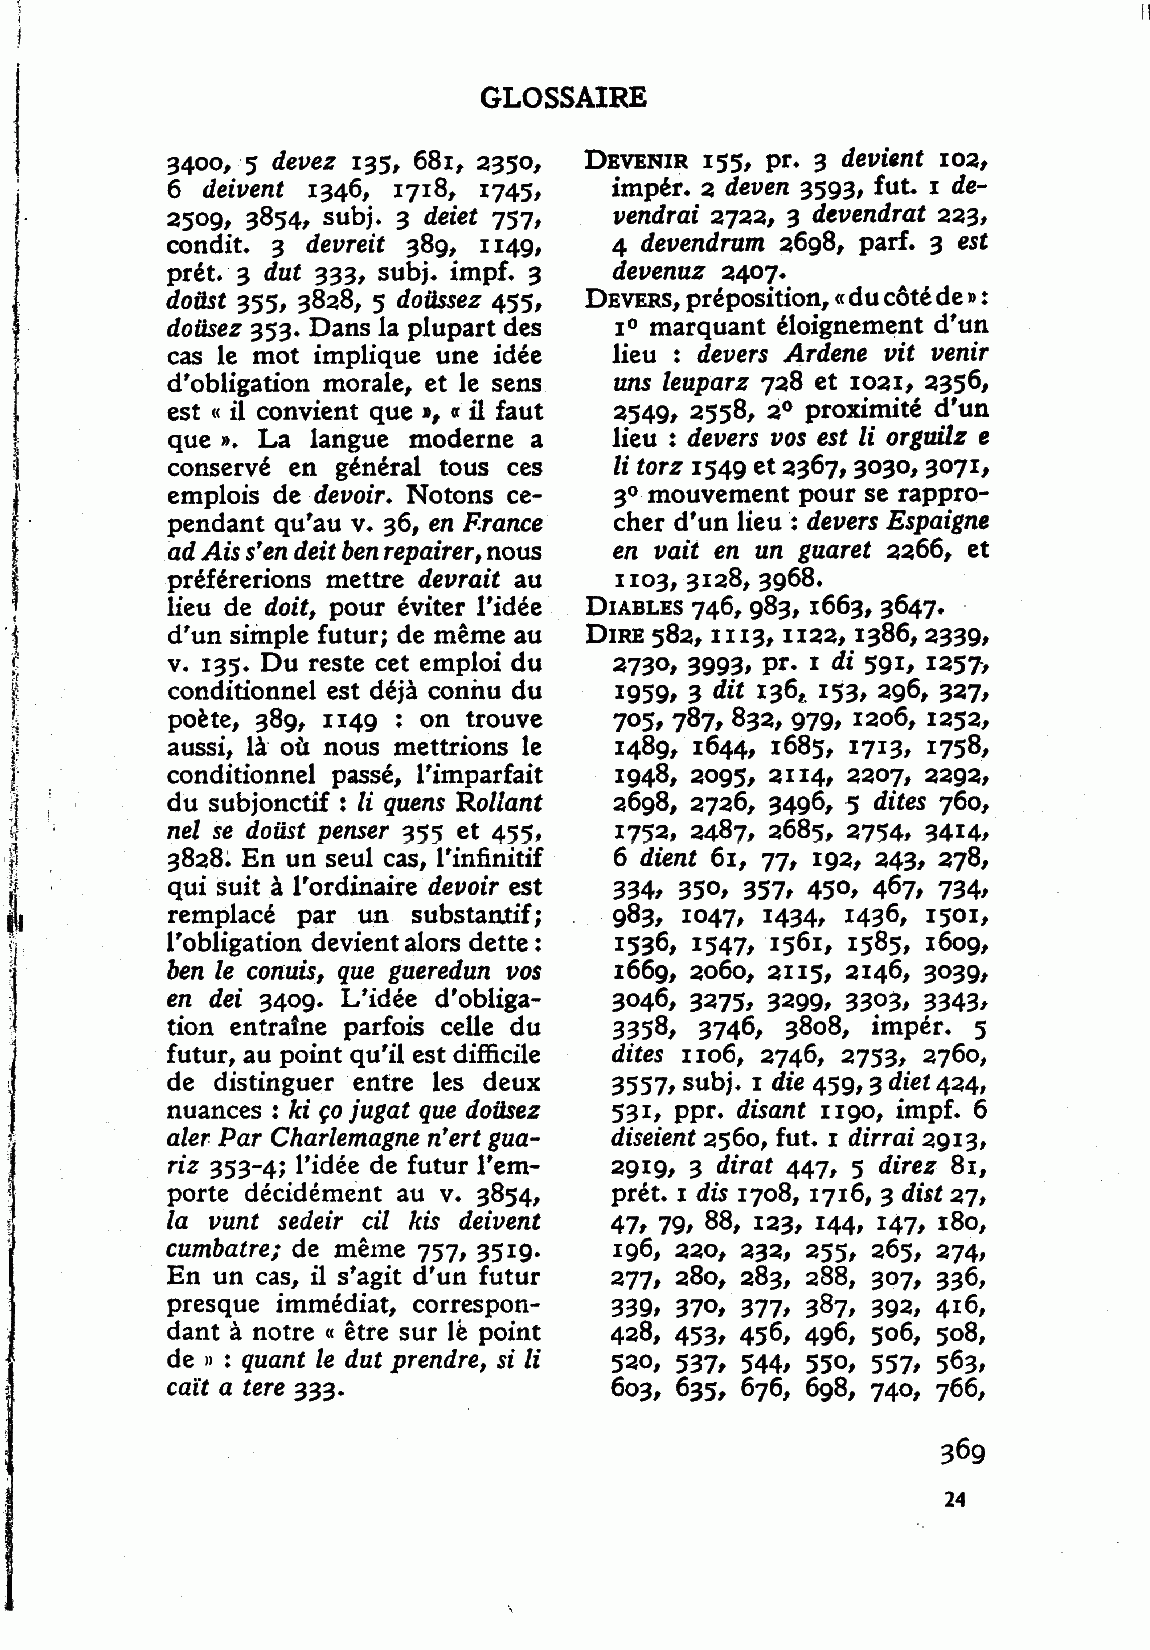 GLOSSAIRE
3400, 5 devez 135, 681, 2350,
6 deivent 1346, 1718, 1745,
2509, 3854, subj. 3 deiet 757,
condit. 3 devreit 389, 1149,
prét. 3 dut 333, subj. impf. 3
doüst 355, 3828, 5 doüssez 455,
doüsez 353. Dans la plupart des
cas le mot implique une idée
d'obligation morale, et le sens
est « il convient que », « il faut
que ». La langue moderne a
conservé en général tous ces
emplois de devoir. Notons ce-
pendant qu'au v. 36, en France
ad Ais s'en deit ben repairer, nous
préférerions mettre devrait au
lieu de doit, pour éviter l'idée
d'un simple futur; de même au
v. 135. Du reste cet emploi du
conditionnel est déjà connu du
poète, 389, 1149 : on trouve
aussi, là où nous mettrions le
conditionnel passé, l'imparfait
du subjonctif : li quens Rollant
nel se doüst penser 355 et 455,
3828. En un seul cas, l'infinitif
qui suit à l'ordinaire devoir est
remplacé par un substantif;
l'obligation devient alors dette :
ben le conuis, que gueredun vos
en dei 3409. L'idée d'obliga-
tion entraîne parfois celle du
futur, au point qu'il est difficile
de distinguer entre les deux
nuances : ki ço jugat que doüsez
aler Par Charlemagne n'ert gua-
riz 353-4; l'idée de futur l'em-
porte décidément au v. 3854,
la vunt sedeir cil kis deivent
cumbatre; de même 757, 3519.
En un cas, il s'agit d'un futur
presque immédiat, correspon-
dant à notre « être sur le point
de » : quant le dut prendre, si li
caït a tere 333.
DEVENIR 155, pr. 3 devient 102,
impér. 2 deven 3593, fut. 1 de-
vendrai 2722, 3 devendrat 223,
4 devendrum 2698, parf. 3 est
devenuz 2407.
DEVERS, préposition, « du côté de » :
1º marquant éloignement d'un
lieu : devers Ardene vit venir
uns leuparz 728 et 1021, 2356,
2549, 2558, 2º proximité d'un
lieu : devers vos est li orguilz e
li torz 1549 et 2367, 3030, 3071,
3º mouvement pour se rappro-
cher d'un lieu : devers Espaigne
en vait en un guaret 2266, et
1103, 3128, 3968.
DIABLES 746, 983, 1663, 3647.
DIRE 582, 1113, 1122, 1386, 2339,
2730, 3993, pr. 1 di 591, 1257,
1959, 3 dit 136, 153, 296, 327,
705, 787, 832, 979, 1206, 1252,
1489, 1644, 1685, 1713, 1758,
1948, 2095, 2114, 2207, 2292,
2698, 2726, 3496, 5 dites 760,
1752, 2487, 2685, 2754, 3414,
6 dient 61, 77, 192, 243, 278,
334, 350, 357, 450, 467, 734,
983, 1047, 1434, 1436, 1501,
1536, 1547, 1561, 1585, 1609,
1669, 2060, 2115, 2146, 3039,
3046, 3275, 3299, 3303, 3343,
3358, 3746, 3808, impér. 5
dites 1106, 2746, 2753, 2760,
3557, subj. 1 die 459, 3 diet 424,
531, ppr. disant 1190, impf. 6
diseient 2560, fut. 1 dirrai 2913,
2919, 3 dirat 447, 5 direz 81,
prét. 1 dis 1708, 1716, 3 dist 27,
47, 79, 88, 123, 144, 147, 180,
196, 220, 232, 255, 265, 274,
277, 280, 283, 288, 307, 336,
339, 370, 377, 387, 392, 416,
428, 453, 456, 496, 506, 508,
520, 537, 544, 550, 557, 563,
603, 635, 676, 698, 740, 766,
369
24